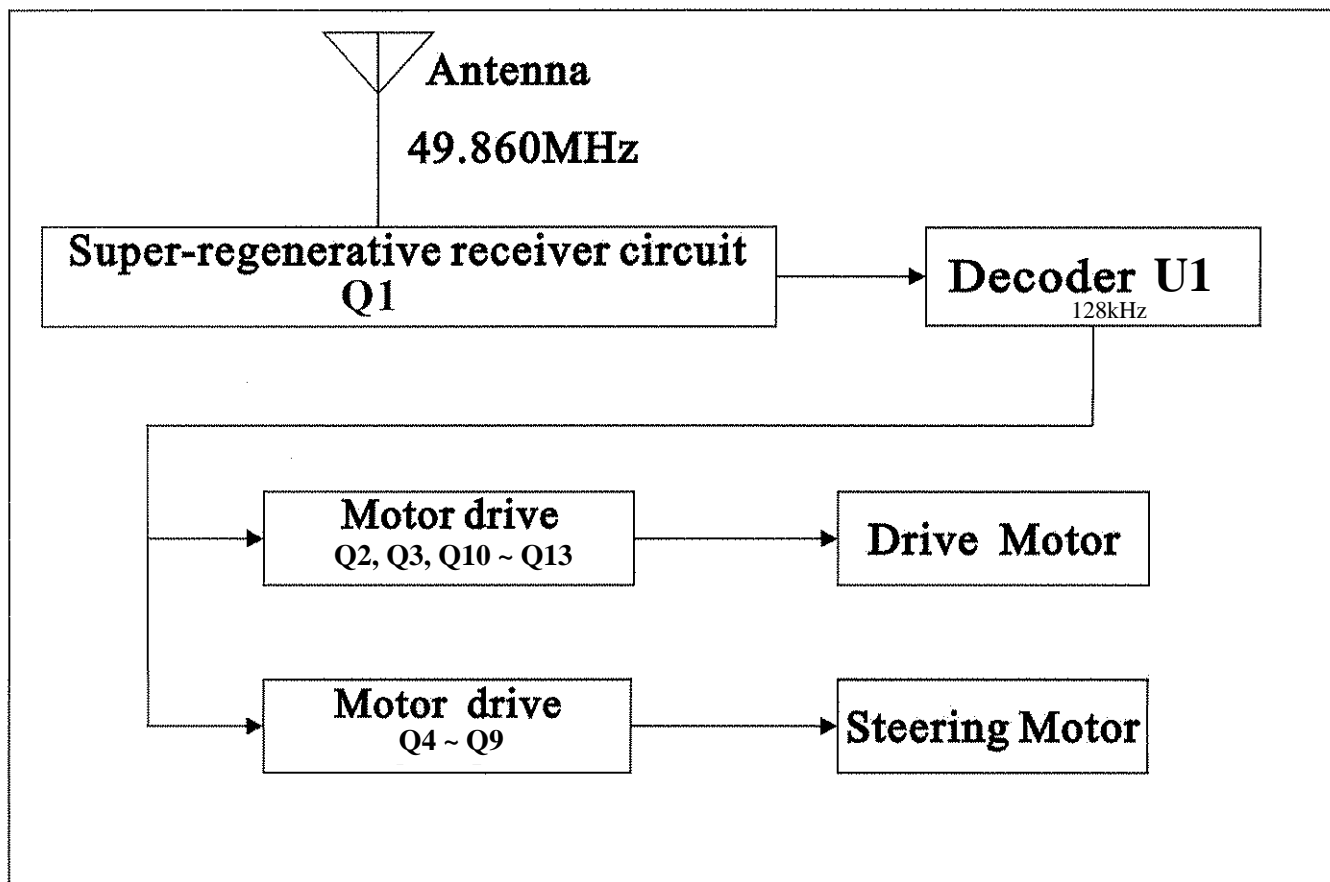 Antenna
49.860MHz
Super-regenerative receiver circuit
Q1
Decoder U1
128kHz
Motor drive
Q2, Q3, Q10 ~ Q13
Drive Motor
Motor drive
Q4 ~ Q9
Steering Motor